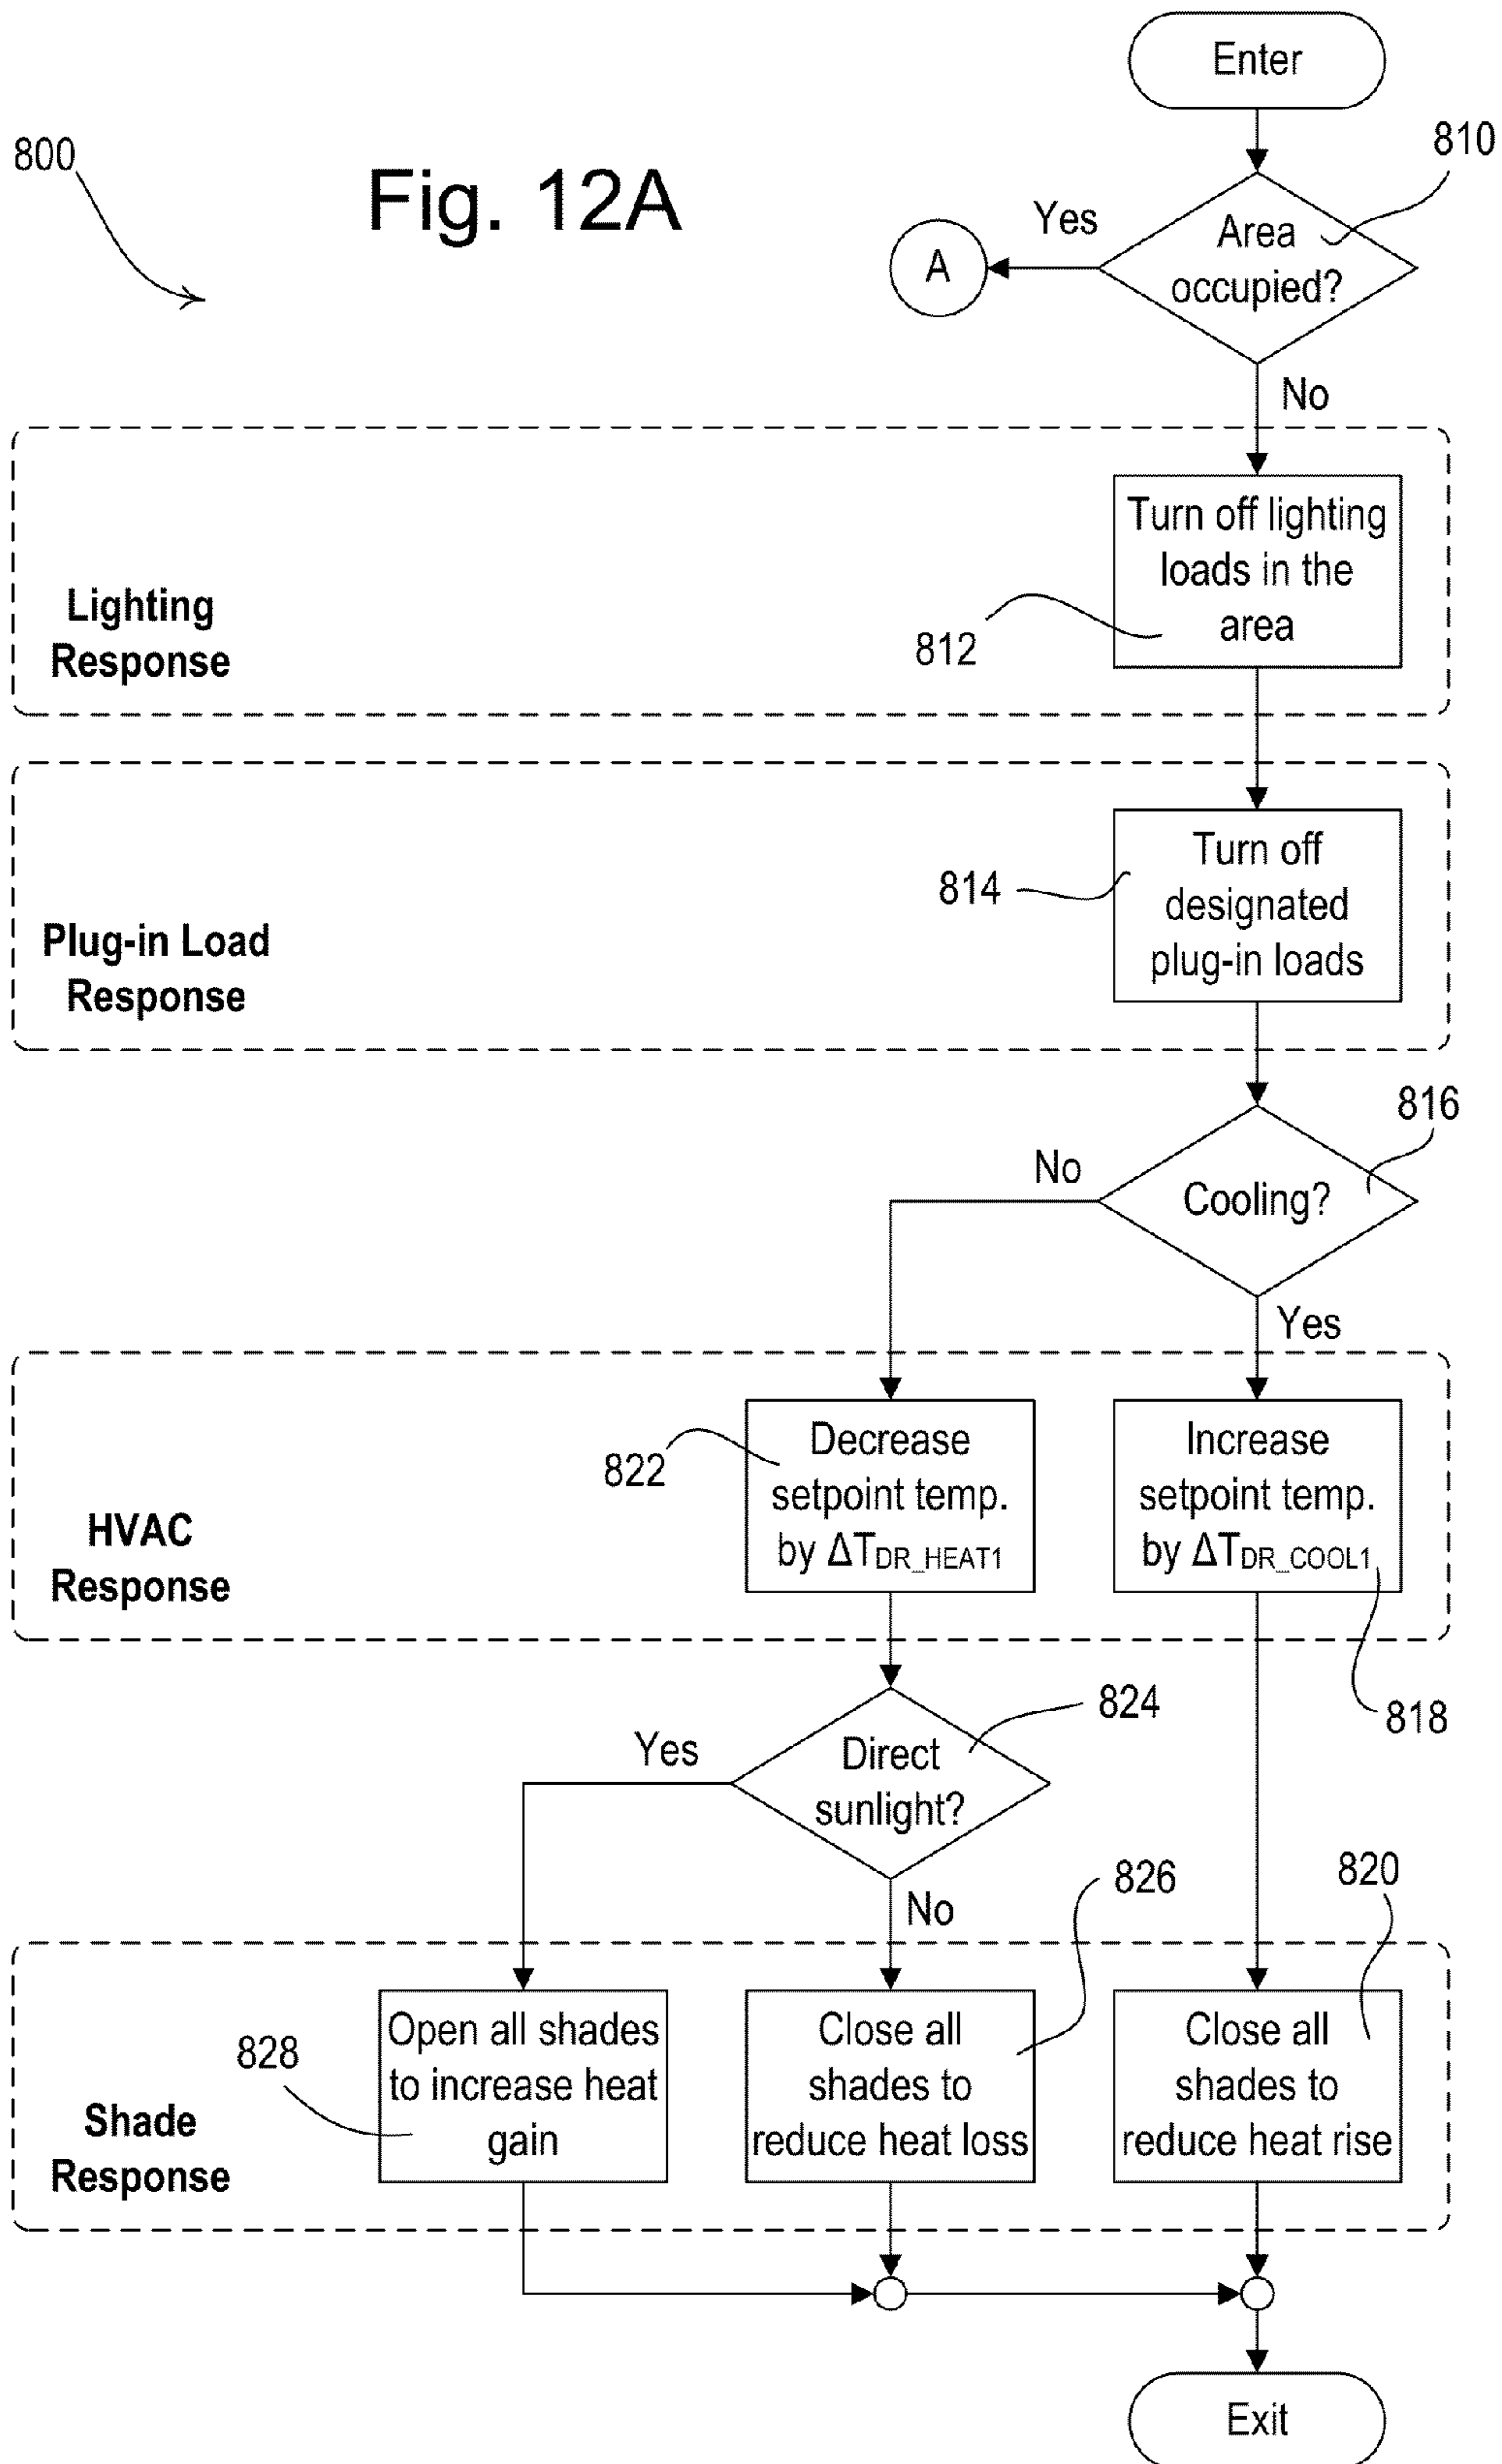 Enter
800
Fig. 12A
810
Yes
Area
occupied?
A
No
Turn off lighting
loads in the
area
Lighting
Response
812
Turn off
designated
plug-in loads
814
Plug-in Load
Response
816
No
Cooling?
Yes
Decrease
setpoint temp.
by ΔTDR_HEAT1
822
Increase
setpoint temp.
by ΔTDR_COOL1
HVAC
Response
824
818
Yes
Direct
sunlight?
No
826
820
Open all shades
to increase heat
gain
828
Close all
shades to
reduce heat loss
Close all
shades to
reduce heat rise
Shade
Response
Exit